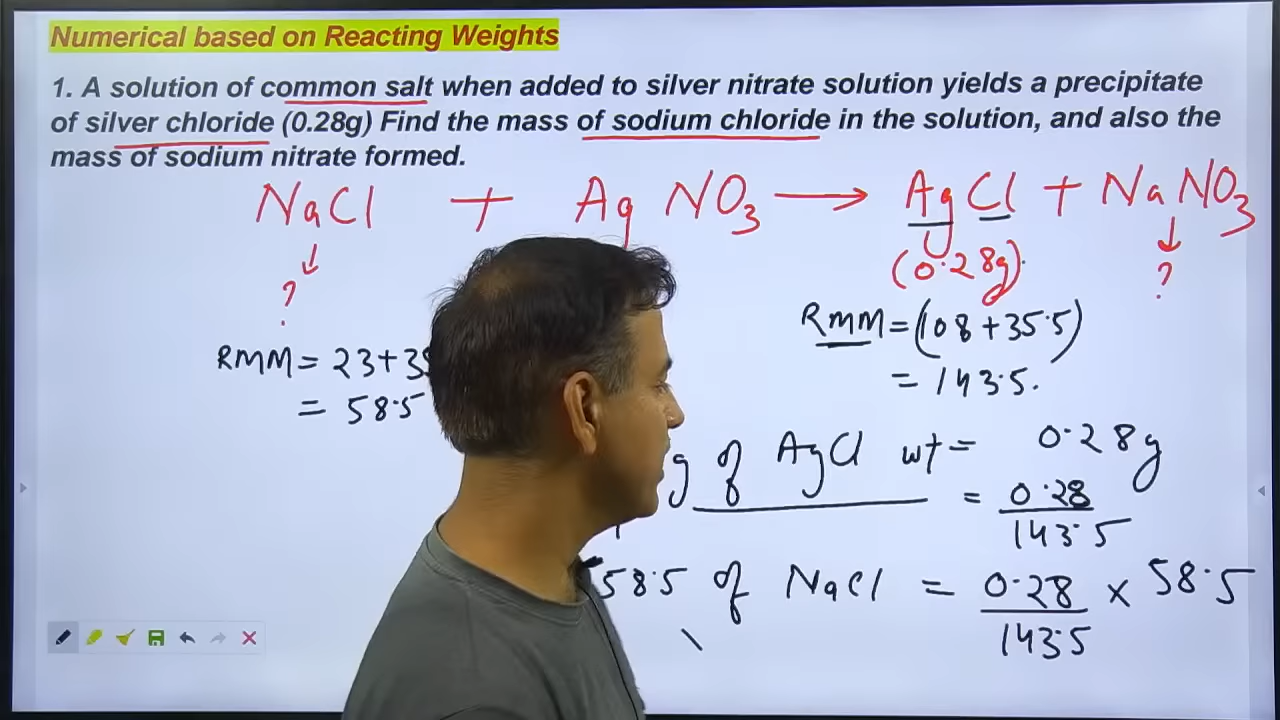 Numerical based on Reacting Weights
1. A solution of common salt when added to silver nitrate solution yields a precipitate
of silver chloride (0.28g) Find the mass of sodium chloride in the solution, and also the
mass of sodium nitrate formed.
NaCl + AgNO₃ → AgCl + NaNO₃
↓ ↓
? (0.28g). ?
RMM = (108+35.5)
= 143.5.
RMM = 23+3
= 58.5
g of AgCl wt = 0.28g
= 0.28
143.5
58.5 of NaCl = 0.28 × 58.5
143.5